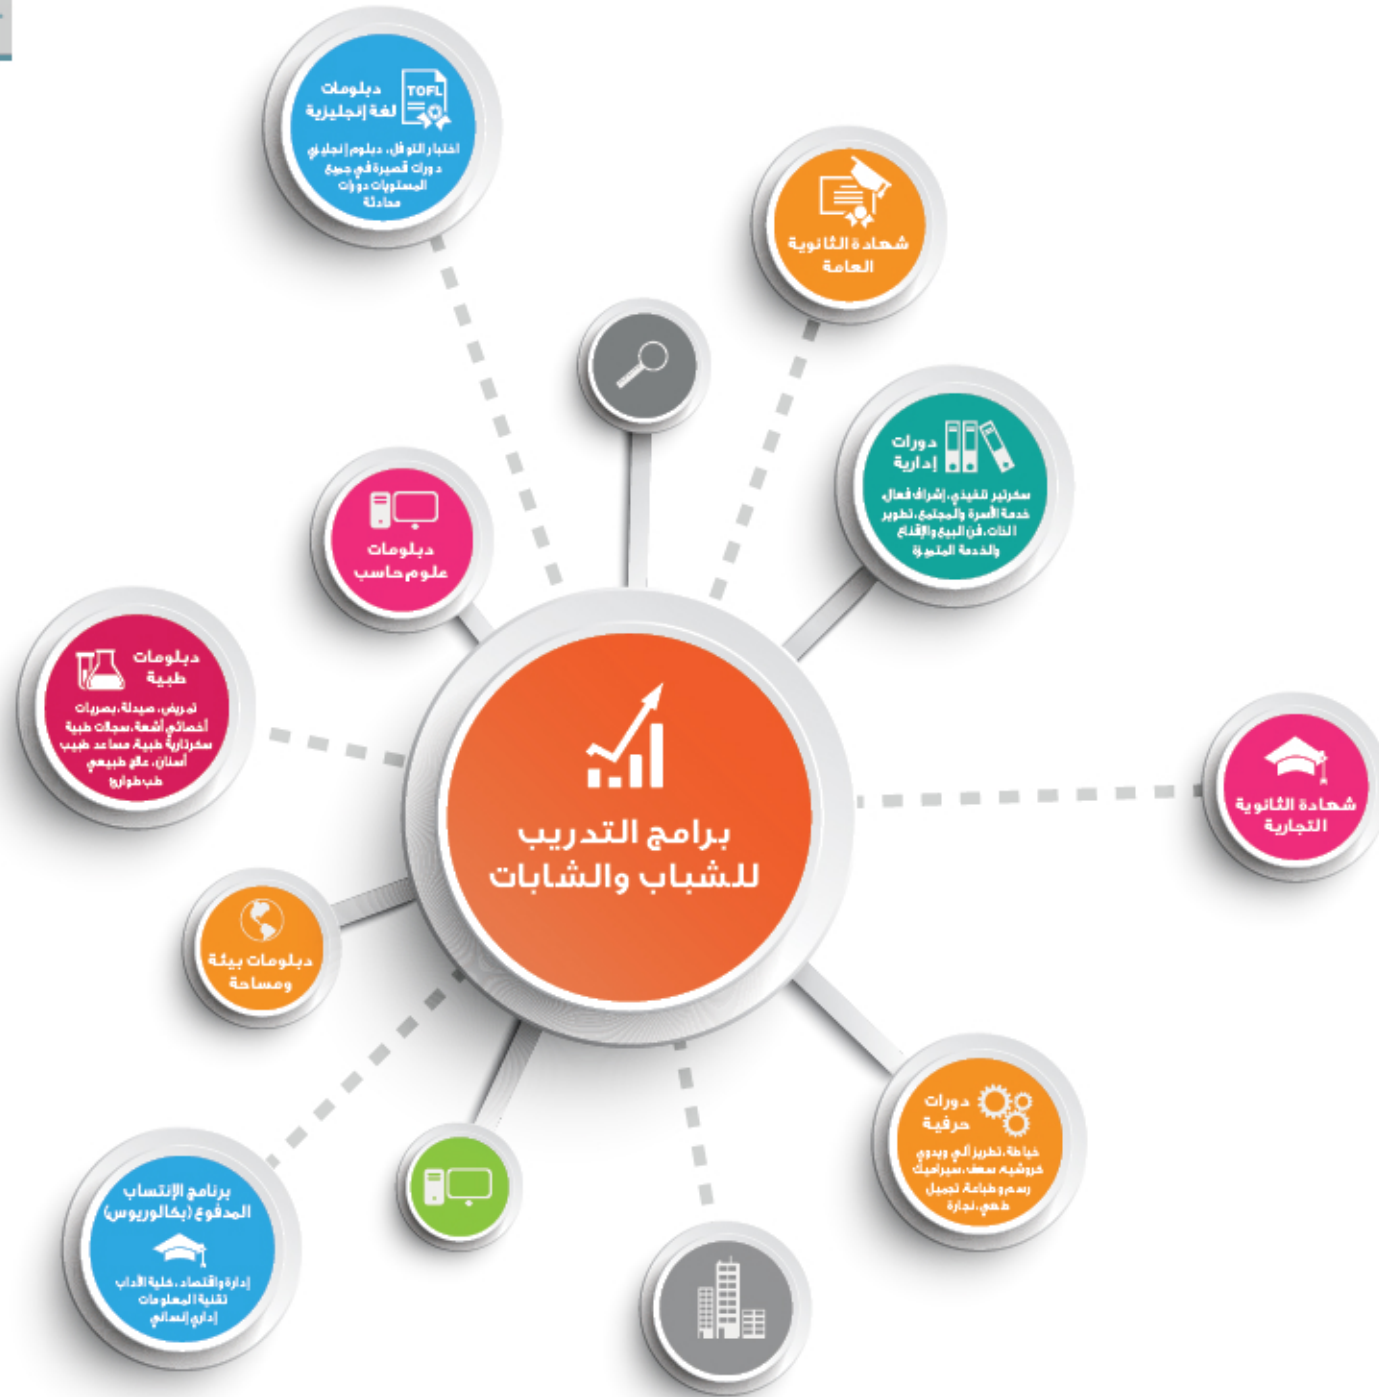 برامج التدريب
للشباب والشابات
دبلومات
لغة إنجليزية
TOFL
اختبار التوفل، دبلوم إنجليزي
دورات قصيرة في جميع
المستويات دورات
محادثة
شهادة الثانوية
العامة
دورات
إدارية
سكرتير تنفيذي، إشراف فعال،
خدمة الأسرة والمجتمع، تطوير
الذات، فن البيع والإقناع
والخدمة المتميزة
شهادة الثانوية
التجارية
دورات
حرفية
خياطة، تطريز آلي ويدوي
كروشيه، سعف، سيراميك
رسم وطباعة، تجميل
طهي، نجارة
برنامج الإنتساب
المدفوع (بكالوريوس)
إدارة واقتصاد، كلية الآداب
تقنية المعلومات
إداري إنساني
دبلومات بيئة
ومساحة
دبلومات
طبية
تمريض، صيدلة، بصريات
أخصائي أشعة، سجلات طبية
سكرتارية طبية، مساعد طبيب
أسنان، علاج طبيعي
طب طوارئ
دبلومات
علوم حاسب